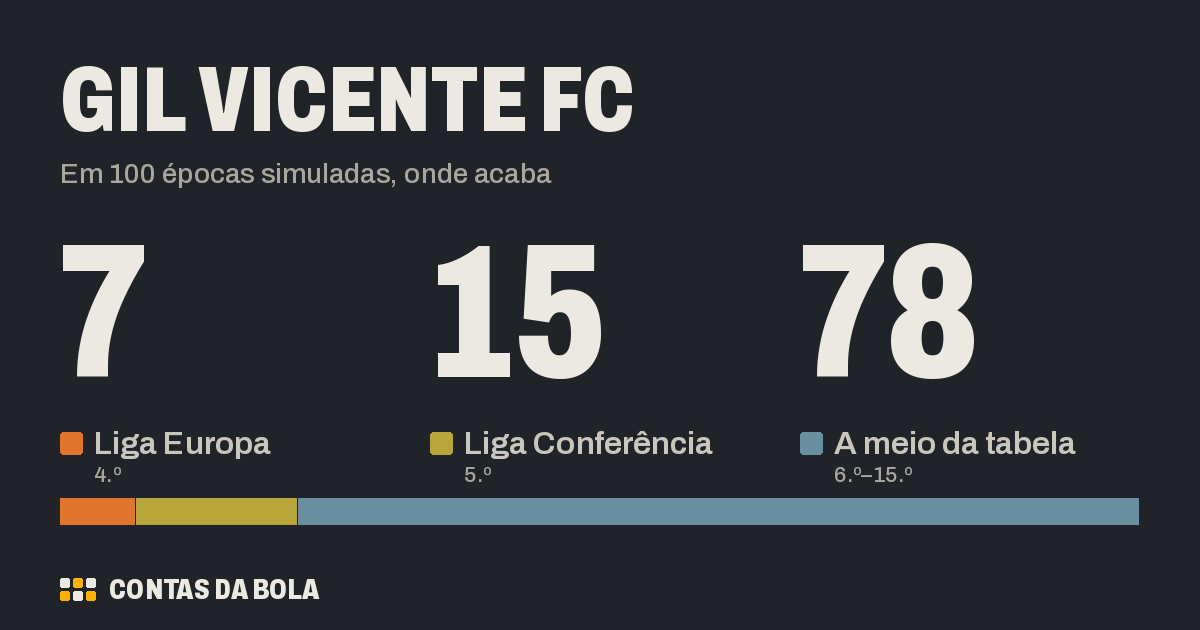 GIL VICENTE FC
Em 100 épocas simuladas, onde acaba
7 15 78
Liga Europa Liga Conferência A meio da tabela
4.º 5.º 6.º–15.º
CONTAS DA BOLA